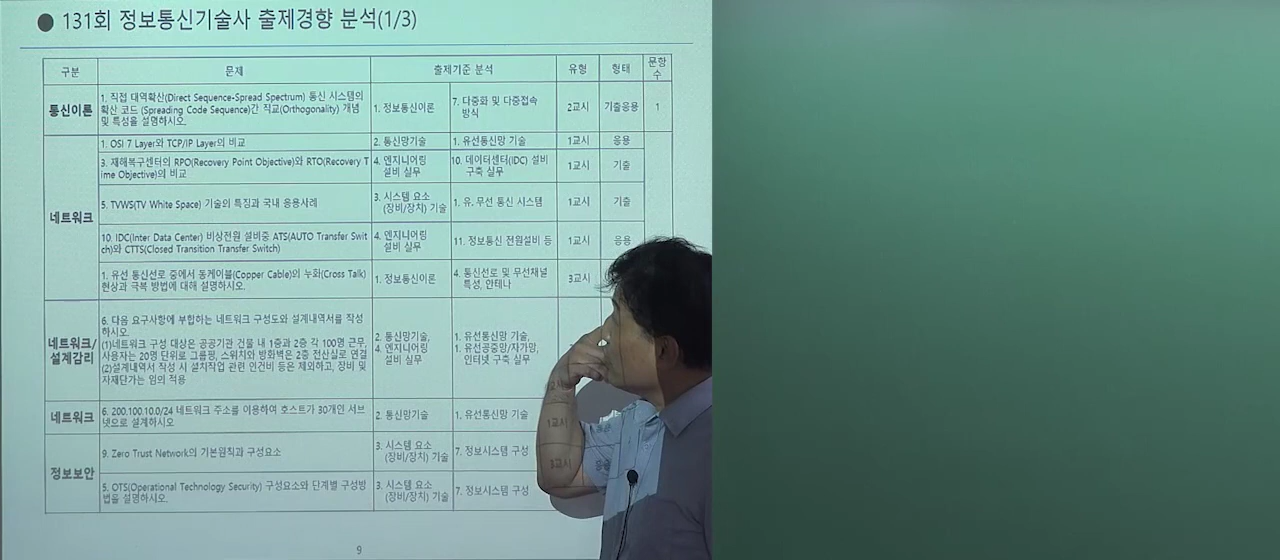 ● 131회 정보통신기술사 출제경향 분석(1/3)
구분 문제 출제기준 분석 유형 형태 문항
수
통신이론
1. 직접 대역확산(Direct Sequence-Spread Spectrum) 통신 시스템의
확산 코드 (Spreading Code Sequence)간 직교(Orthogonality) 개념
및 특성을 설명하시오.
1. 정보통신이론
7. 다중화 및 다중접속
방식
2교시 기출응용 1
네트워크
1. OSI 7 Layer와 TCP/IP Layer의 비교
2. 통신망기술
1. 유선통신망 기술
1교시 응용
3. 재해복구센터의 RPO(Recovery Point Objective)와 RTO(Recovery T
ime Objective)의 비교
4. 엔지니어링
설비 실무
10. 데이터센터(IDC) 설비
구축 실무
1교시 기출
5. TVWS(TV White Space) 기술의 특징과 국내 응용사례
3. 시스템 요소
(장비/장치) 기술
1. 유. 무선 통신 시스템
1교시 기출
10. IDC(Inter Data Center) 비상전원 설비중 ATS(AUTO Transfer Swit
ch)와 CTTS(Closed Transition Transfer Switch)
4. 엔지니어링
설비 실무
11. 정보통신 전원설비 등
1교시 응용
1. 유선 통신선로 중에서 동케이블(Copper Cable)의 누화(Cross Talk)
현상과 극복 방법에 대해 설명하시오.
1. 정보통신이론
4. 통신선로 및 무선채널
특성, 안테나
3교시
네트워크/
설계감리
6. 다음 요구사항에 부합하는 네트워크 구성도와 설계내역서를 작성
하시오.
(1)네트워크 구성 대상은 공공기관 건물 내 1층과 2층 각 100명 근무,
사용자는 20명 단위로 그룹핑, 스위치와 방화벽은 2층 전산실로 연결
(2)설계내역서 작성 시 설치작업 관련 인건비 등은 제외하고, 장비 및
자재단가는 임의 적용
2. 통신망기술,
4. 엔지니어링
설비 실무
1. 유선통신망 기술,
1. 유선공중망/자가망,
인터넷 구축 실무
네트워크
6. 200.100.10.0/24 네트워크 주소를 이용하여 호스트가 30개인 서브
넷으로 설계하시오
2. 통신망기술
1. 유선통신망 기술
1교시
정보보안
9. Zero Trust Network의 기본원칙과 구성요소
3. 시스템 요소
(장비/장치) 기술
7. 정보시스템 구성
1교시 응용
5. OTS(Operational Technology Security) 구성요소와 단계별 구성방
법을 설명하시오.
3. 시스템 요소
(장비/장치) 기술
7. 정보시스템 구성
9